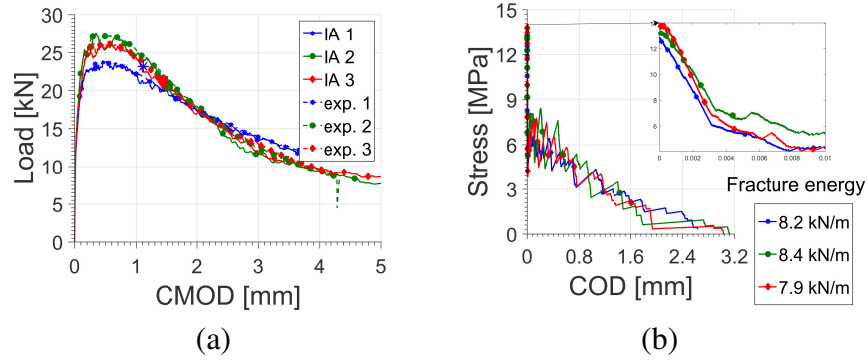 30
25
20
15
10
5
0
Load [kN]
0 1 2 3 4 5
CMOD [mm]
IA 1
IA 2
IA 3
exp. 1
exp. 2
exp. 3
(a)
15
12
9
6
3
0
Stress [MPa]
0 0.8 1.6 2.4 3.2
COD [mm]
14
12
10
8
6
0 0.002 0.004 0.006 0.008 0.01
Fracture energy
8.2 kN/m
8.4 kN/m
7.9 kN/m
(b)